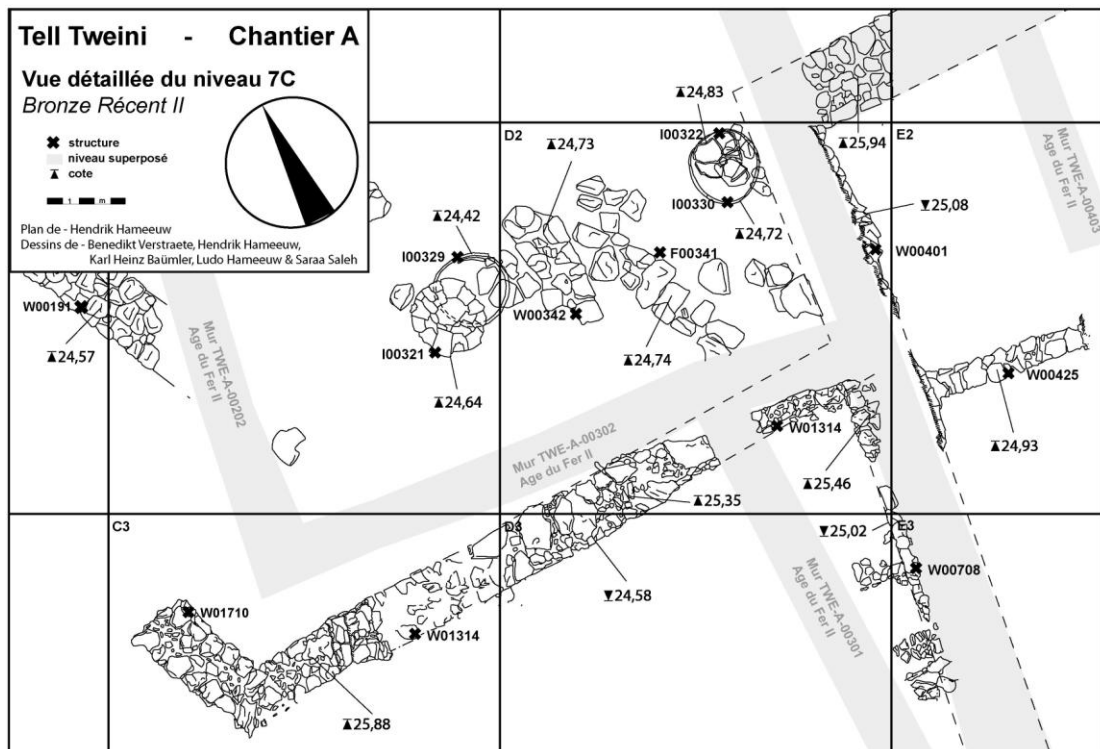 Tell Tweini - Chantier A
Vue détaillée du niveau 7C
Bronze Récent II
structure
niveau superposé
cote
1 m
Plan de - Hendrik Hameeuw
Dessins de - Benedikt Verstraete, Hendrik Hameeuw,
Karl Heinz Baümler, Ludo Hameeuw & Saraa Saleh
D2
E2
24,83
I00322
24,73
25,94
Mur TWE-A-00403
Age du Fer II
I00330
25,08
24,42
24,72
I00329
F00341
W00401
W00191
W00342
24,57
I00321
24,74
Mur TWE-A-00202
Age du Fer II
W00425
24,64
W01314
24,93
Mur TWE-A-00302
Age du Fer II
25,46
25,35
C3
D3
25,02
E3
W00708
24,58
W01710
Mur TWE-A-00301
Age du Fer II
W01314
25,88